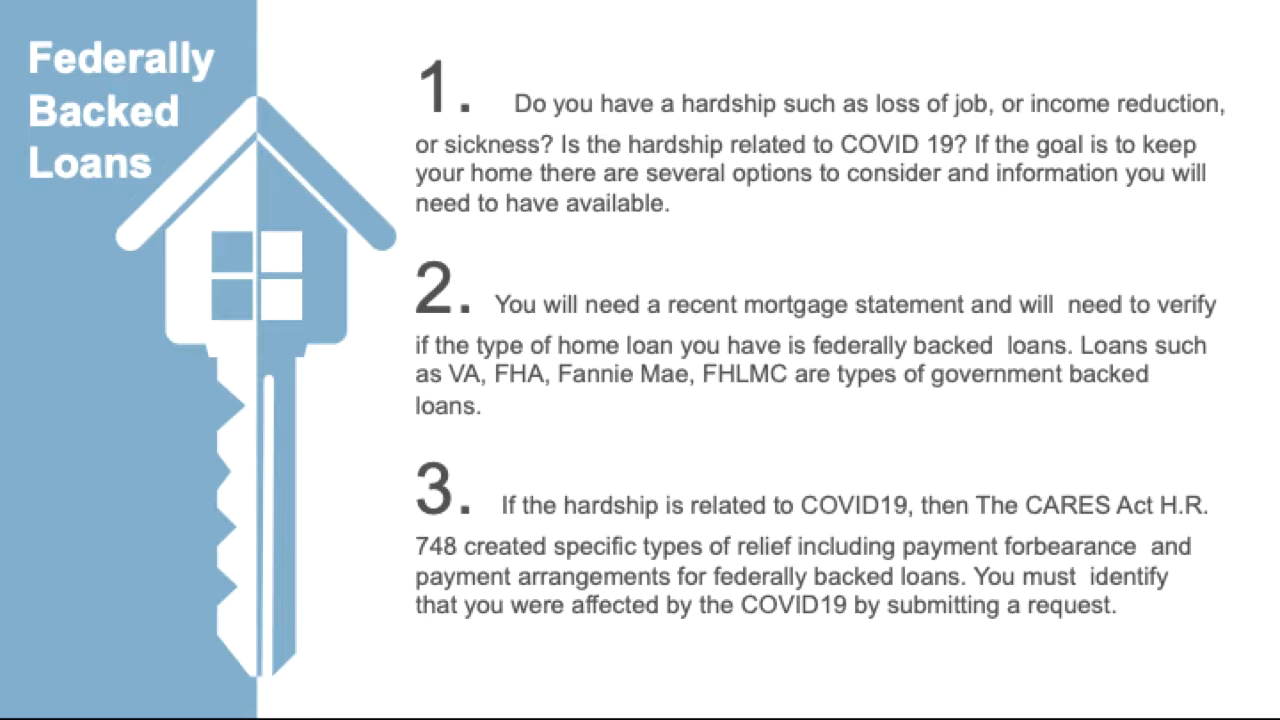 Federally
Backed
Loans
1. Do you have a hardship such as loss of job, or income reduction,
or sickness? Is the hardship related to COVID 19? If the goal is to keep
your home there are several options to consider and information you will
need to have available.
2. You will need a recent mortgage statement and will  need to verify
if the type of home loan you have is federally backed  loans. Loans such
as VA, FHA, Fannie Mae, FHLMC are types of government backed
loans.
3. If the hardship is related to COVID19, then The CARES Act H.R.
748 created specific types of relief including payment forbearance  and
payment arrangements for federally backed loans. You must  identify
that you were affected by the COVID19 by submitting a request.